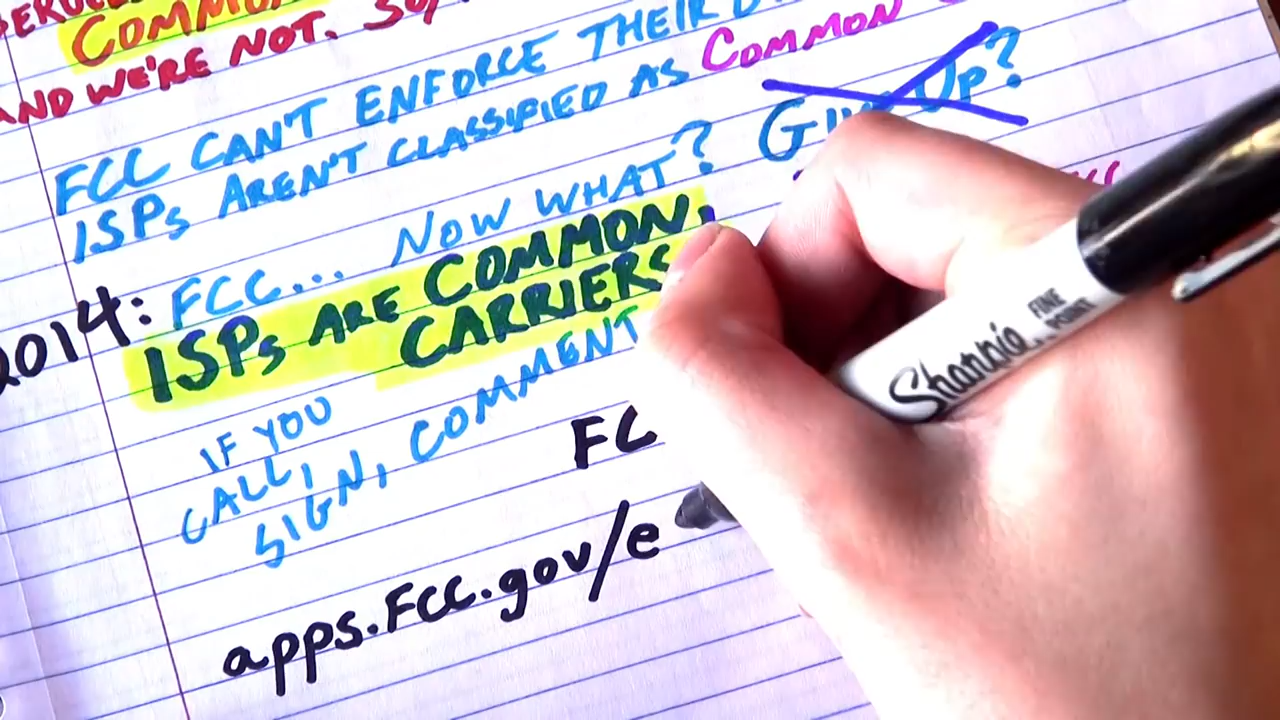 COMMON
AND WE'RE NOT.
FCC CAN'T ENFORCE THEIR
ISPs AREN'T CLASSIFIED AS COMMON
FCC... NOW WHAT? GIVE UP?
2014: ISPs ARE COMMON
CARRIERS
IF YOU
CALL,
SIGN, COMMENT
FC
apps.FCC.gov/e
Sharpie
FINE
POINT